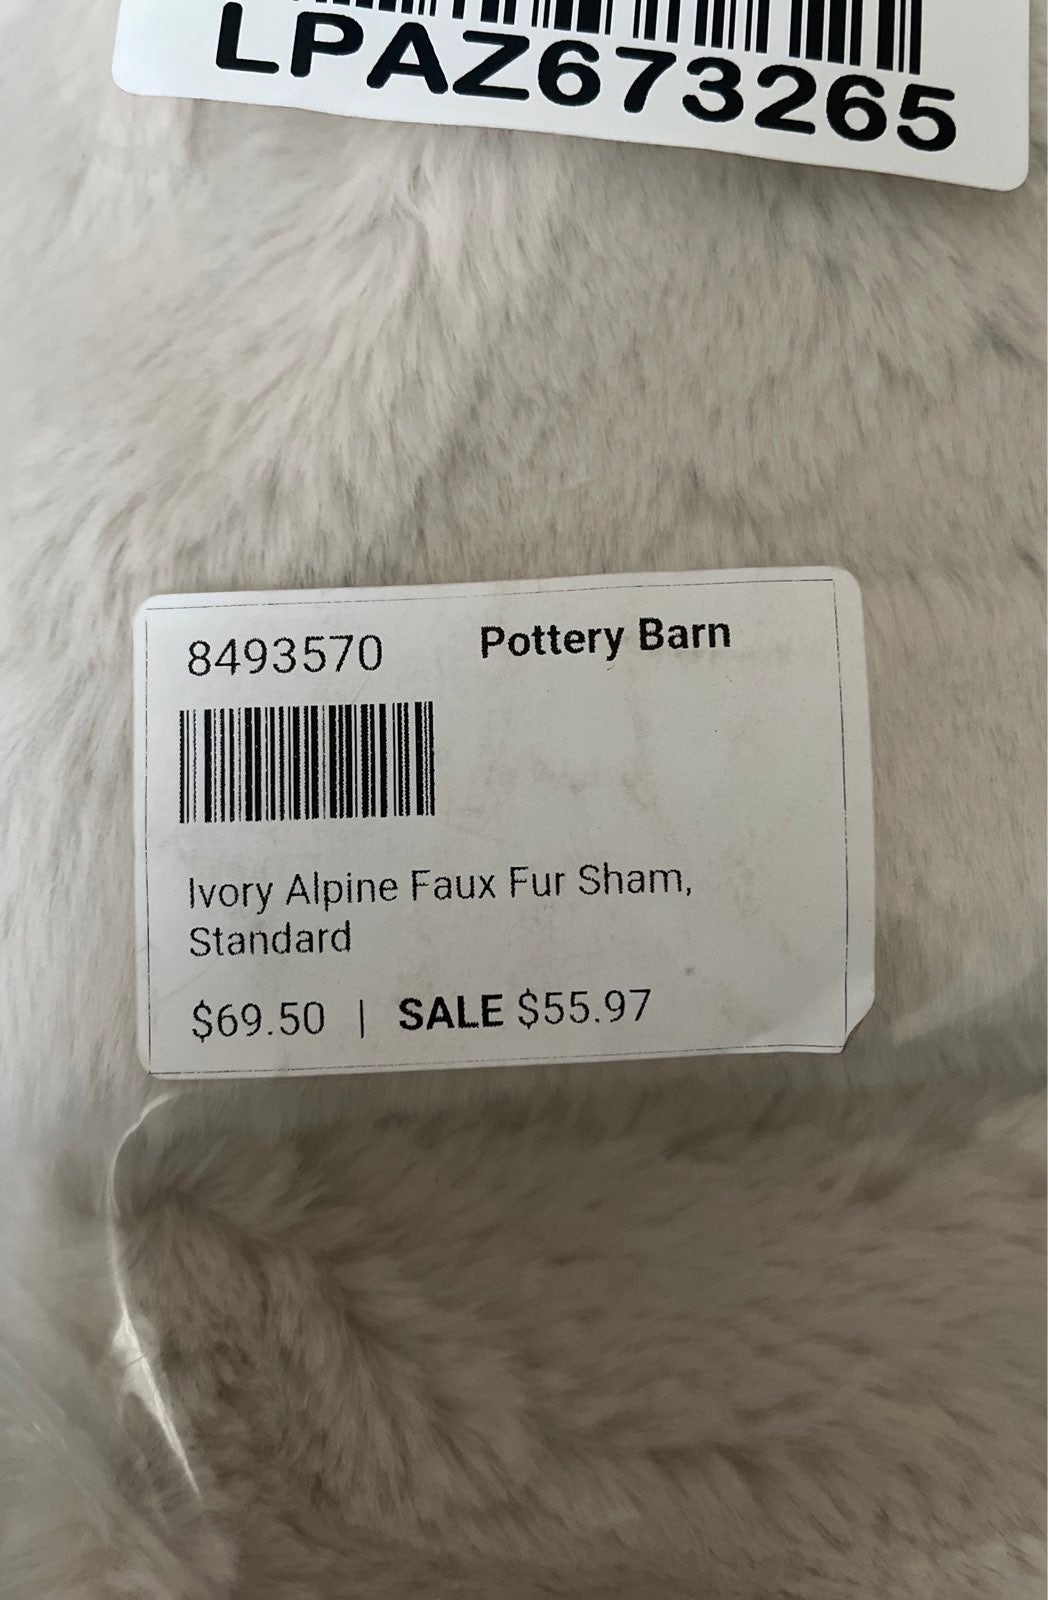 LPAZ673265
8493570 Pottery Barn
Ivory Alpine Faux Fur Sham,
Standard
$69.50 | SALE $55.97